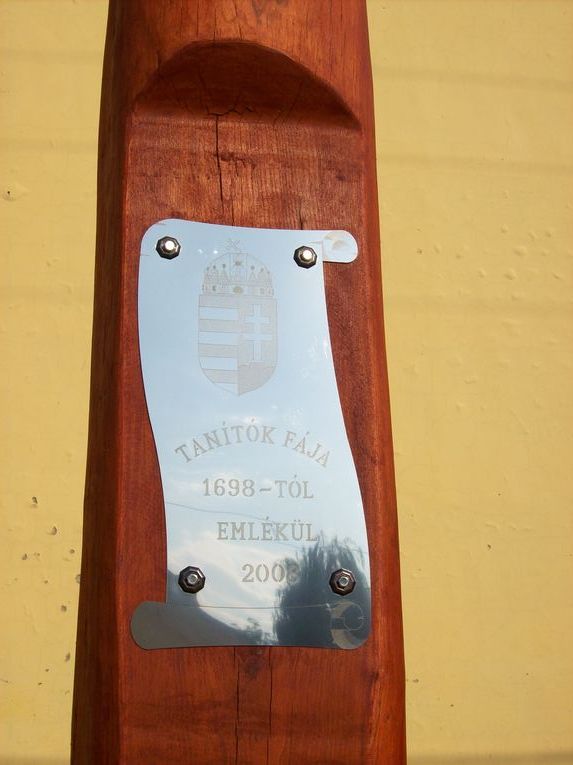 TANÍTÓK FÁJA
1698-TÓL
EMLÉKÜL
2008